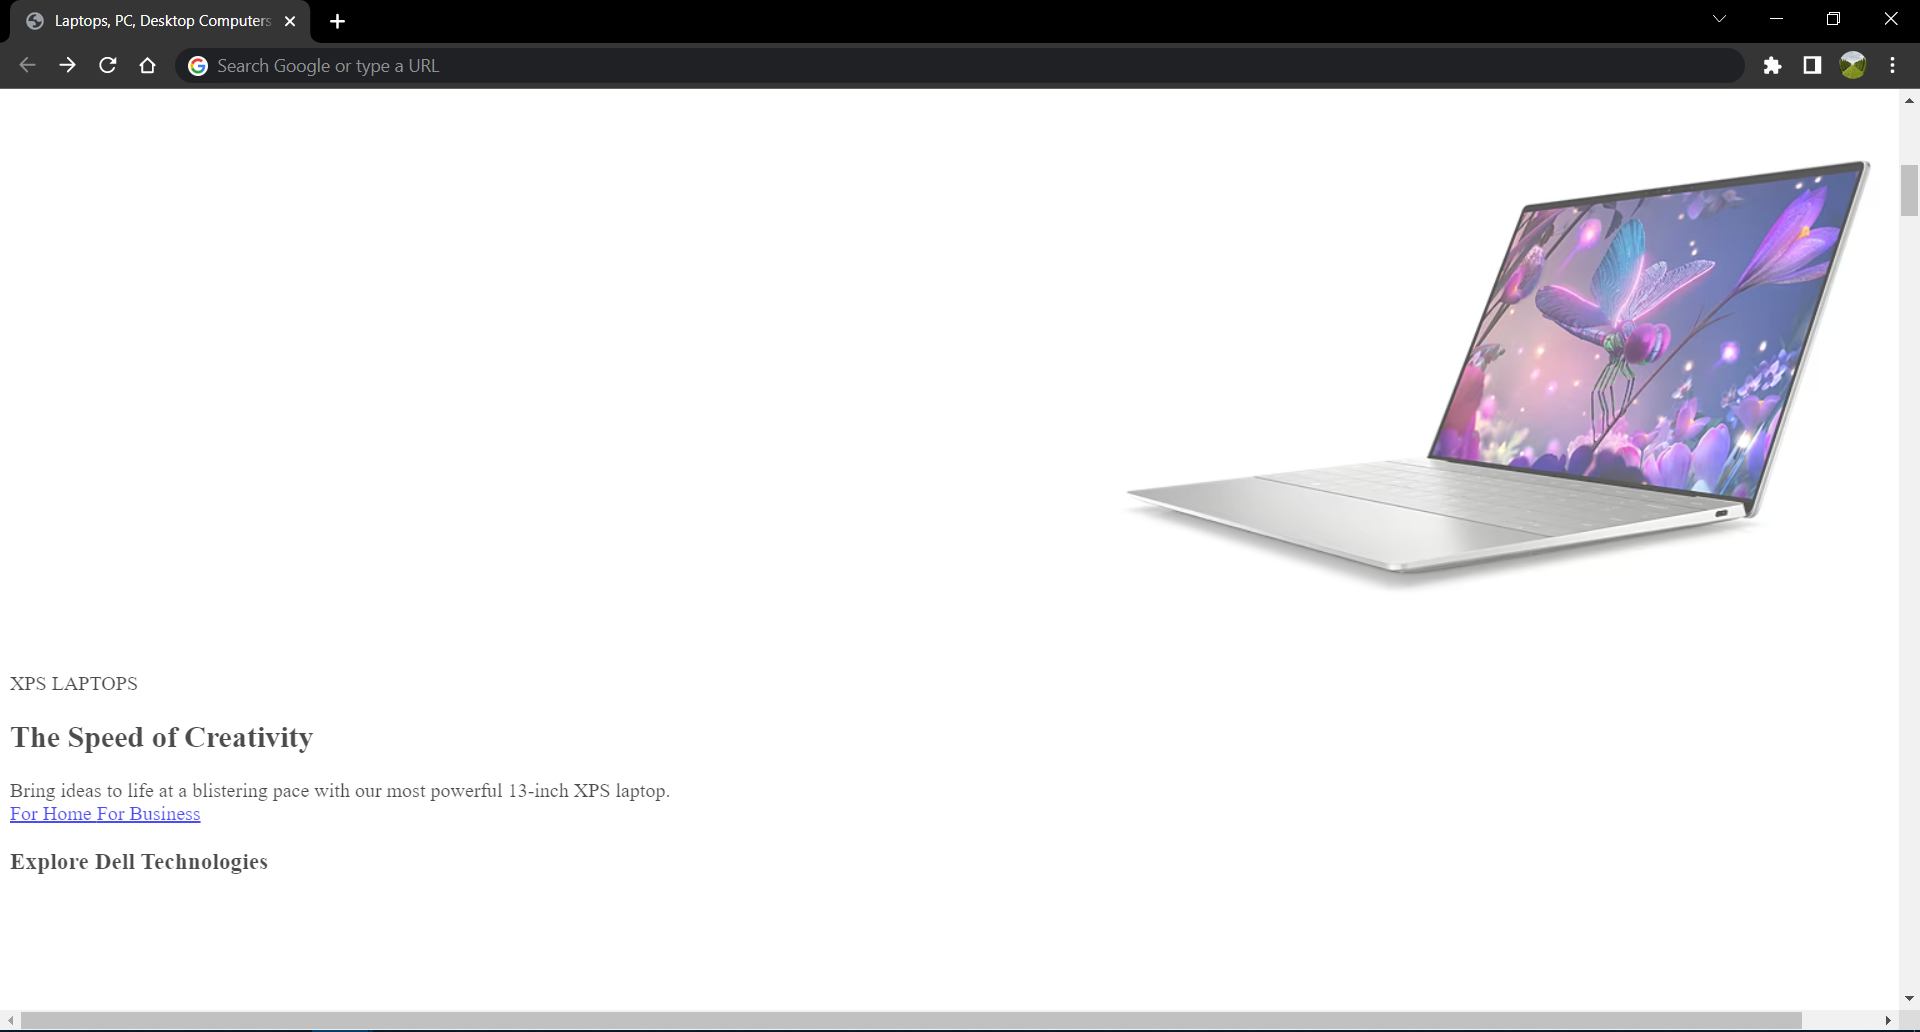 Laptops, PC, Desktop Computers
Search Google or type a URL
XPS LAPTOPS
The Speed of Creativity
Bring ideas to life at a blistering pace with our most powerful 13-inch XPS laptop.
For Home For Business
Explore Dell Technologies